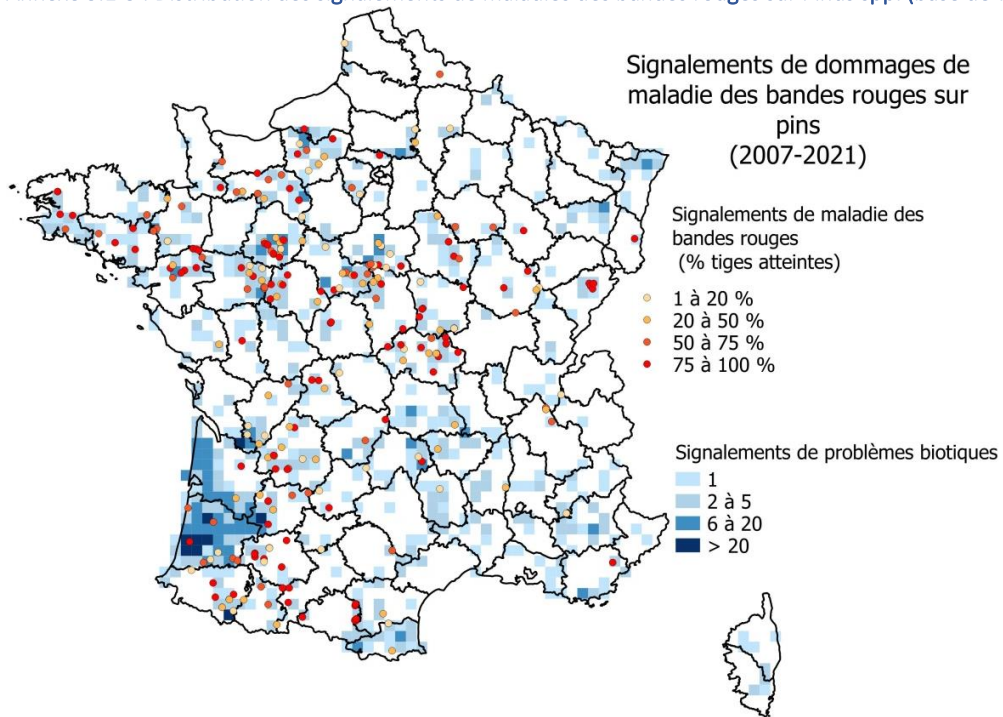 Signalements de dommages de
maladie des bandes rouges sur
pins
(2007-2021)
Signalements de maladie des
bandes rouges
(% tiges atteintes)
1 à 20 %
20 à 50 %
50 à 75 %
75 à 100 %
Signalements de problèmes biotiques
1
2 à 5
6 à 20
> 20